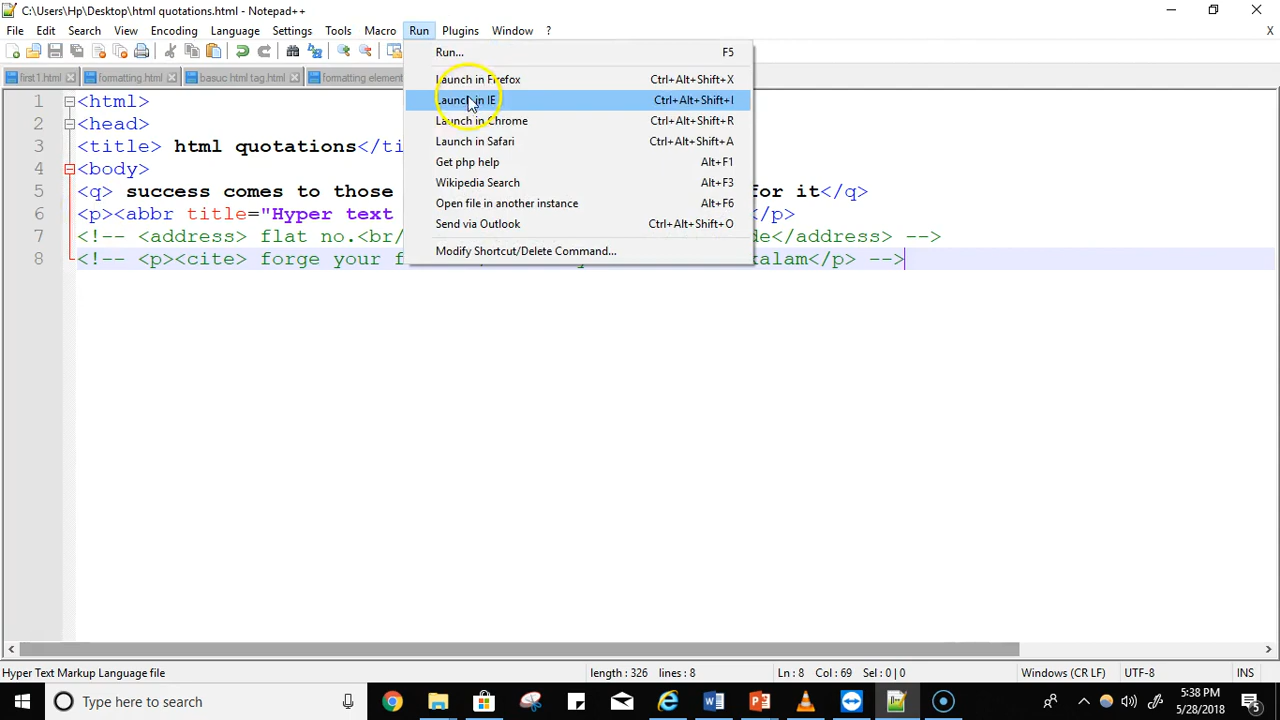 C:\Users\Hp\Desktop\html quotations.html - Notepad++
File Edit Search View Encoding Language Settings Tools Macro Run Plugins Window ? X
first1.html fomatting.html basuc html tag.html formatting element
Run... F5
Launch in Firefox Ctrl+Alt+Shift+X
Launch in IE Ctrl+Alt+Shift+I
Launch in Chrome Ctrl+Alt+Shift+R
Launch in Safari Ctrl+Alt+Shift+A
Get php help Alt+F1
Wikipedia Search Alt+F3
Open file in another instance Alt+F6
Send via Outlook Ctrl+Alt+Shift+O
Modify Shortcut/Delete Command...
1 <html>
2 <head>
3 <title> html quotations</ti
4 <body>
5 <q> success comes to those for it</q>
6 <p><abbr title="Hyper text </p>
7 <!-- <address> flat no.<br/ de</address> -->
8 <!-- <p><cite> forge your kalam</p> -->
Hyper Text Markup Language file length : 326 lines : 8 Ln : 8 Col : 69 Sel : 0 | 0 Windows (CR LF) UTF-8 INS
Type here to search
5:38 PM
5/28/2018
5